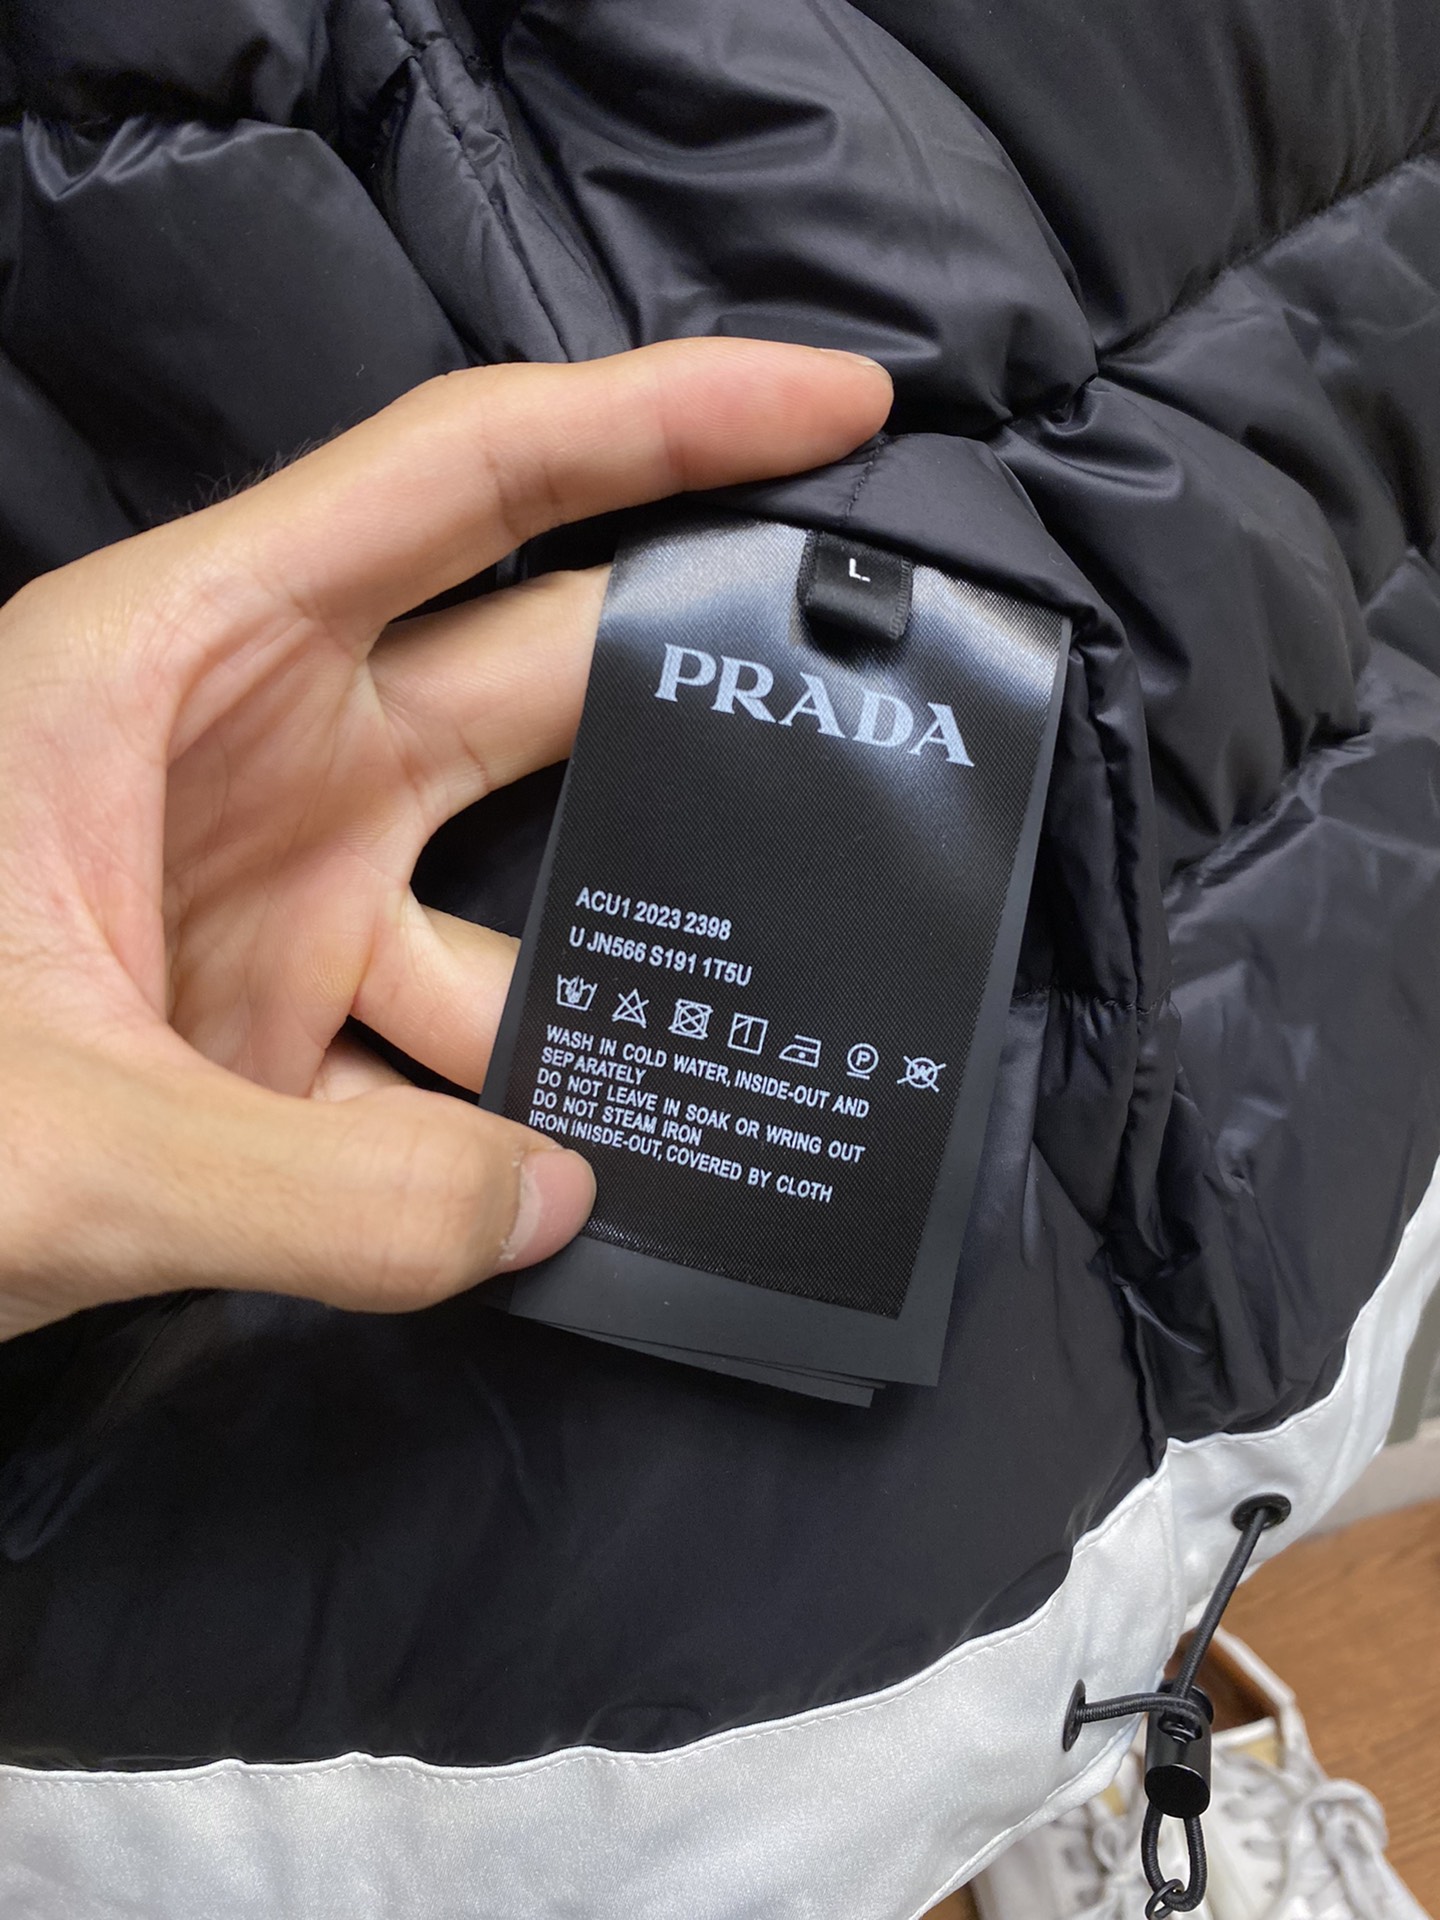 L.
PRADA
ACU1 2023 2398
U JN566 S191 1T5U
P W
WASH IN COLD WATER, INSIDE-OUT AND
SEPARATELY
DO NOT LEAVE IN SOAK OR WRING OUT
DO NOT STEAM IRON
IRON INISDE-OUT, COVERED BY CLOTH